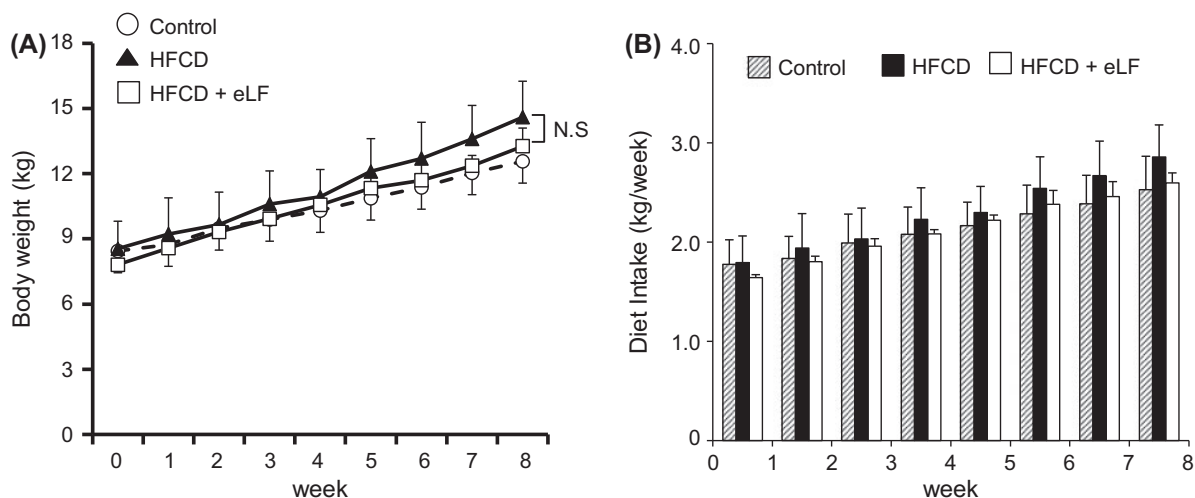 (A)
Control
HFCD
HFCD + eLF
18
15
12
9
6
3
0
Body weight (kg)
N.S
0 1 2 3 4 5 6 7 8
week
(B)
4.0
3.0
2.0
1.0
0
Diet Intake (kg/week)
Control HFCD HFCD + eLF
0 1 2 3 4 5 6 7 8
week